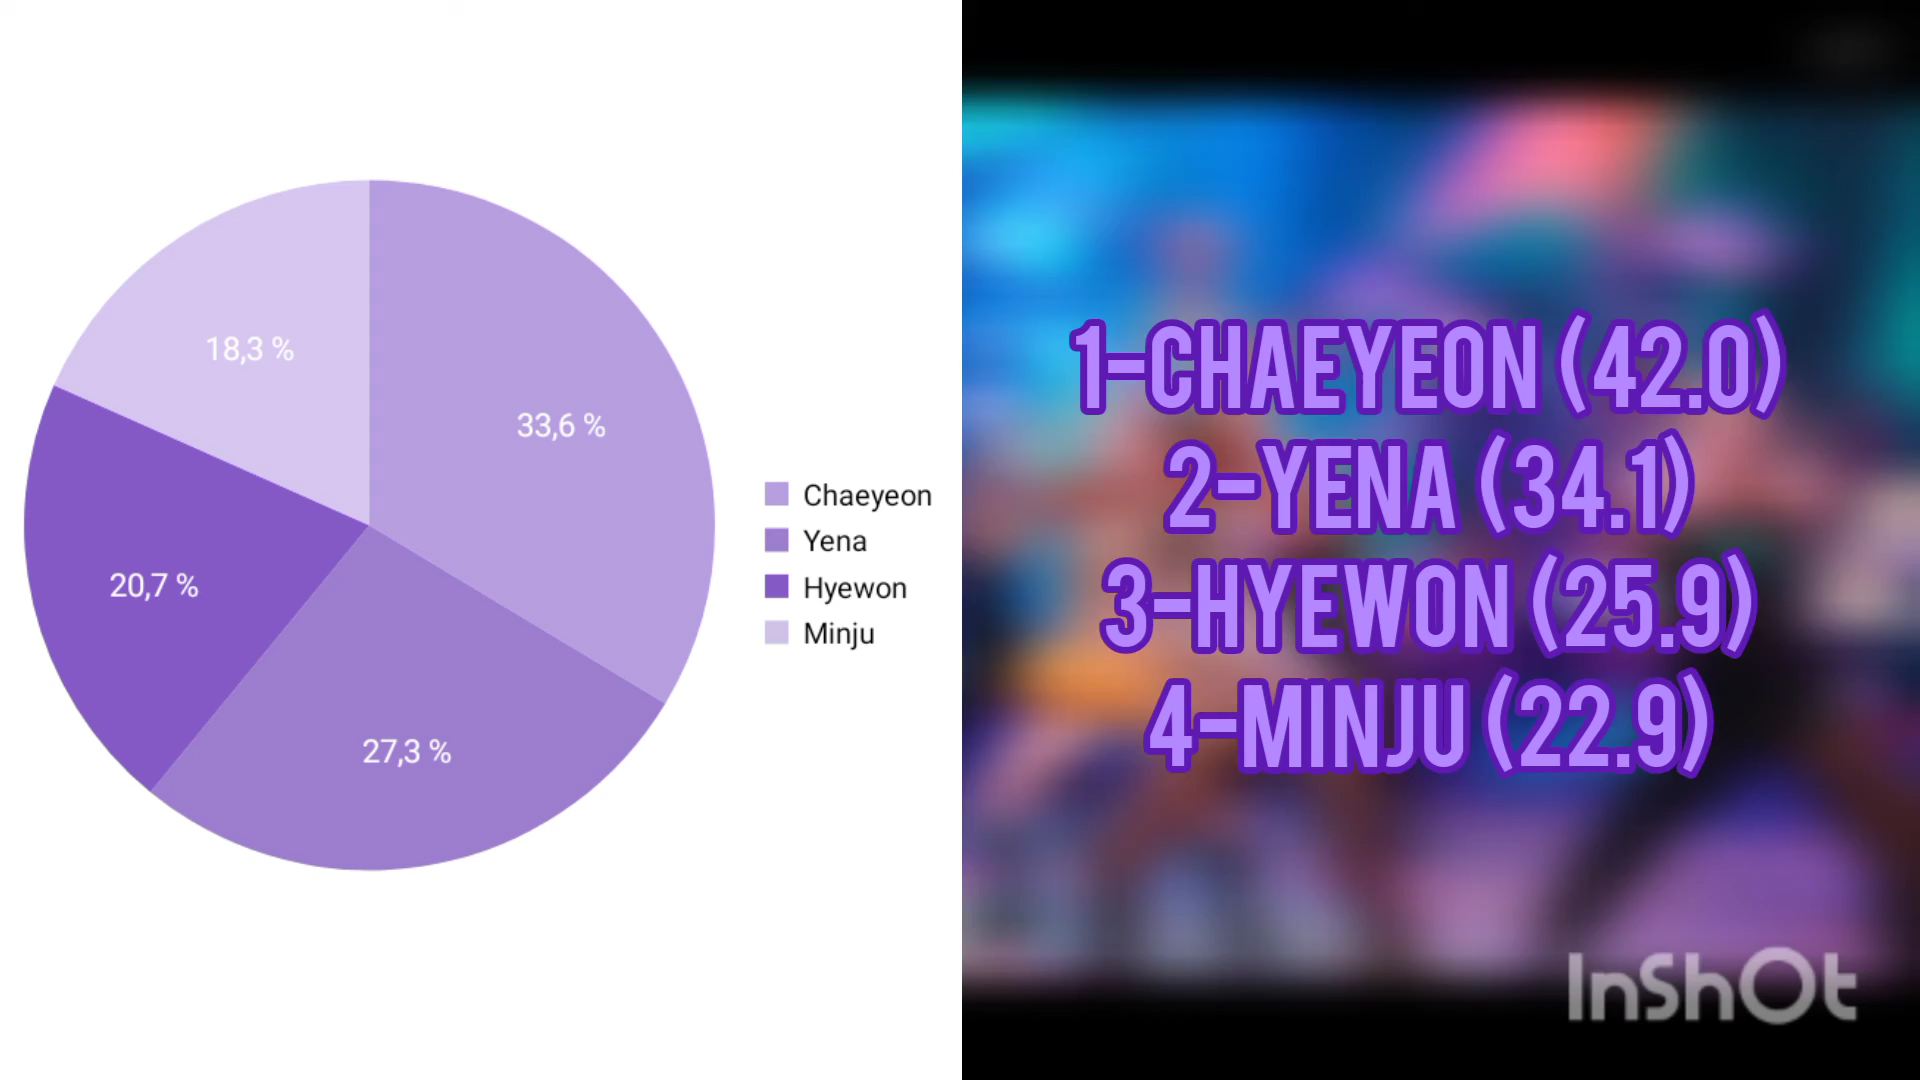 18,3 %
33,6 %
20,7 %
27,3 %
Chaeyeon
Yena
Hyewon
Minju
1-CHAEYEON (42.0)
2-YENA (34.1)
3-HYEWON (25.9)
4-MINJU (22.9)
InShOt